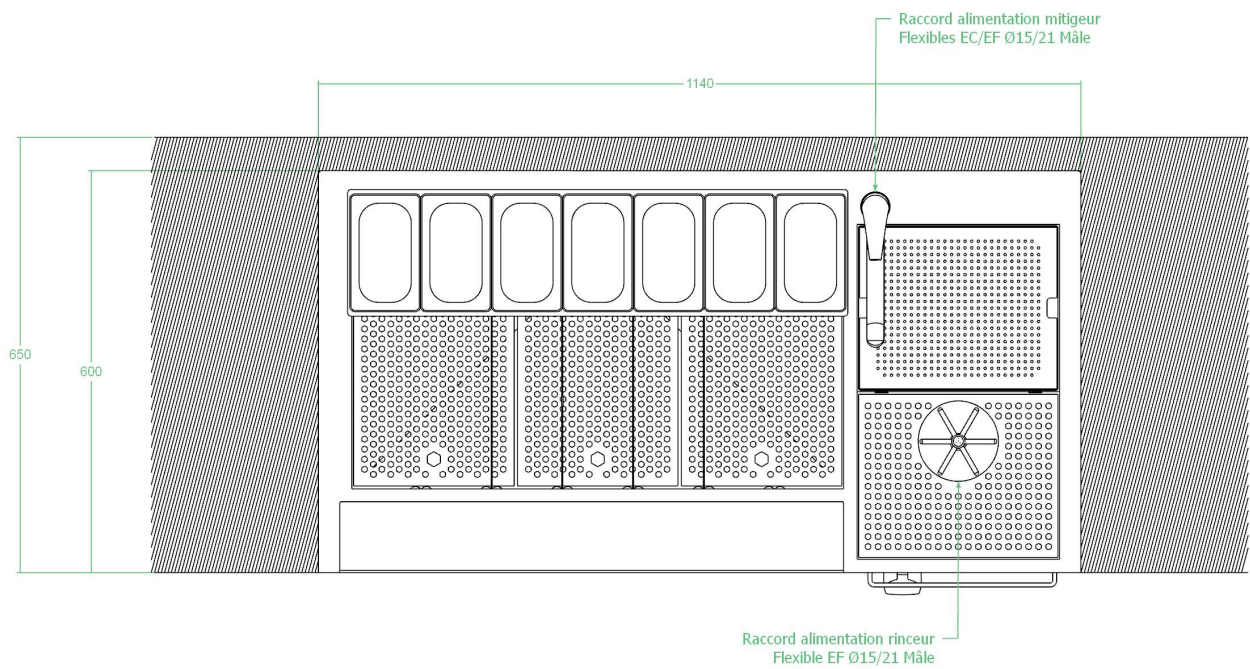 Raccord alimentation mitigeur
Flexibles EC/EF Ø15/21 Mâle
1140
650
600
Raccord alimentation rinceur
Flexible EF Ø15/21 Mâle